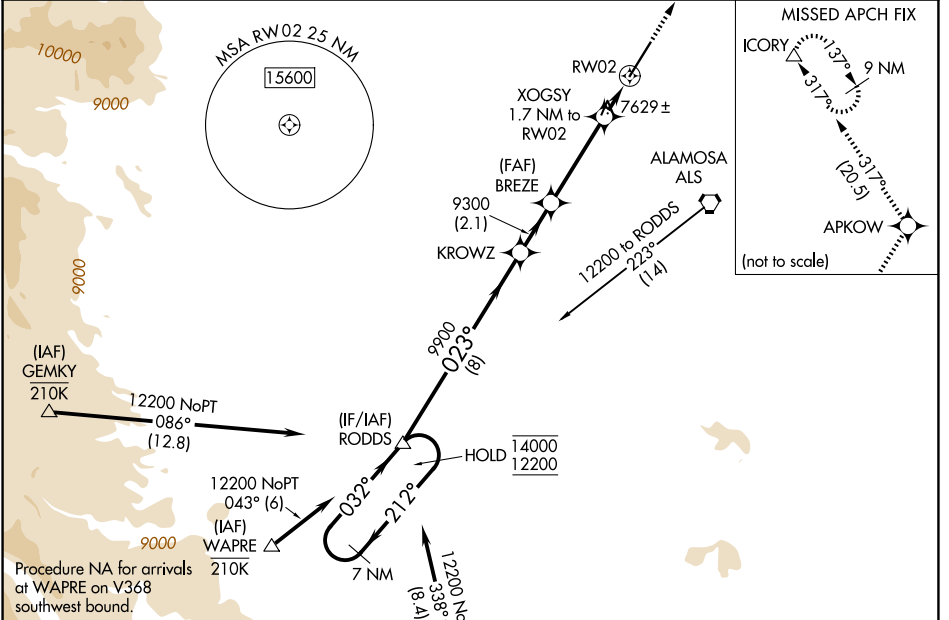 10000
9000
MSA RW02 25 NM
15600
RW02
XOGSY
1.7 NM to
RW02
7629 ±
(FAF)
BREZE
9300
(2.1)
KROWZ
ALAMOSA
ALS
12200 to RODDS
223°
(14)
MISSED APCH FIX
ICORY
137°
9 NM
317°
317°
(20.5)
APKOW
(not to scale)
9000
(IAF)
GEMKY
210K
12200 NoPT
086°
(12.8)
9900
023°
(8)
(IF/IAF)
RODDS
HOLD
14000
12200
032°
212°
7 NM
12200 NoPT
043° (6)
(IAF)
WAPRE
210K
9000
Procedure NA for arrivals
at WAPRE on V368
southwest bound.
12200
338°
(8.4)